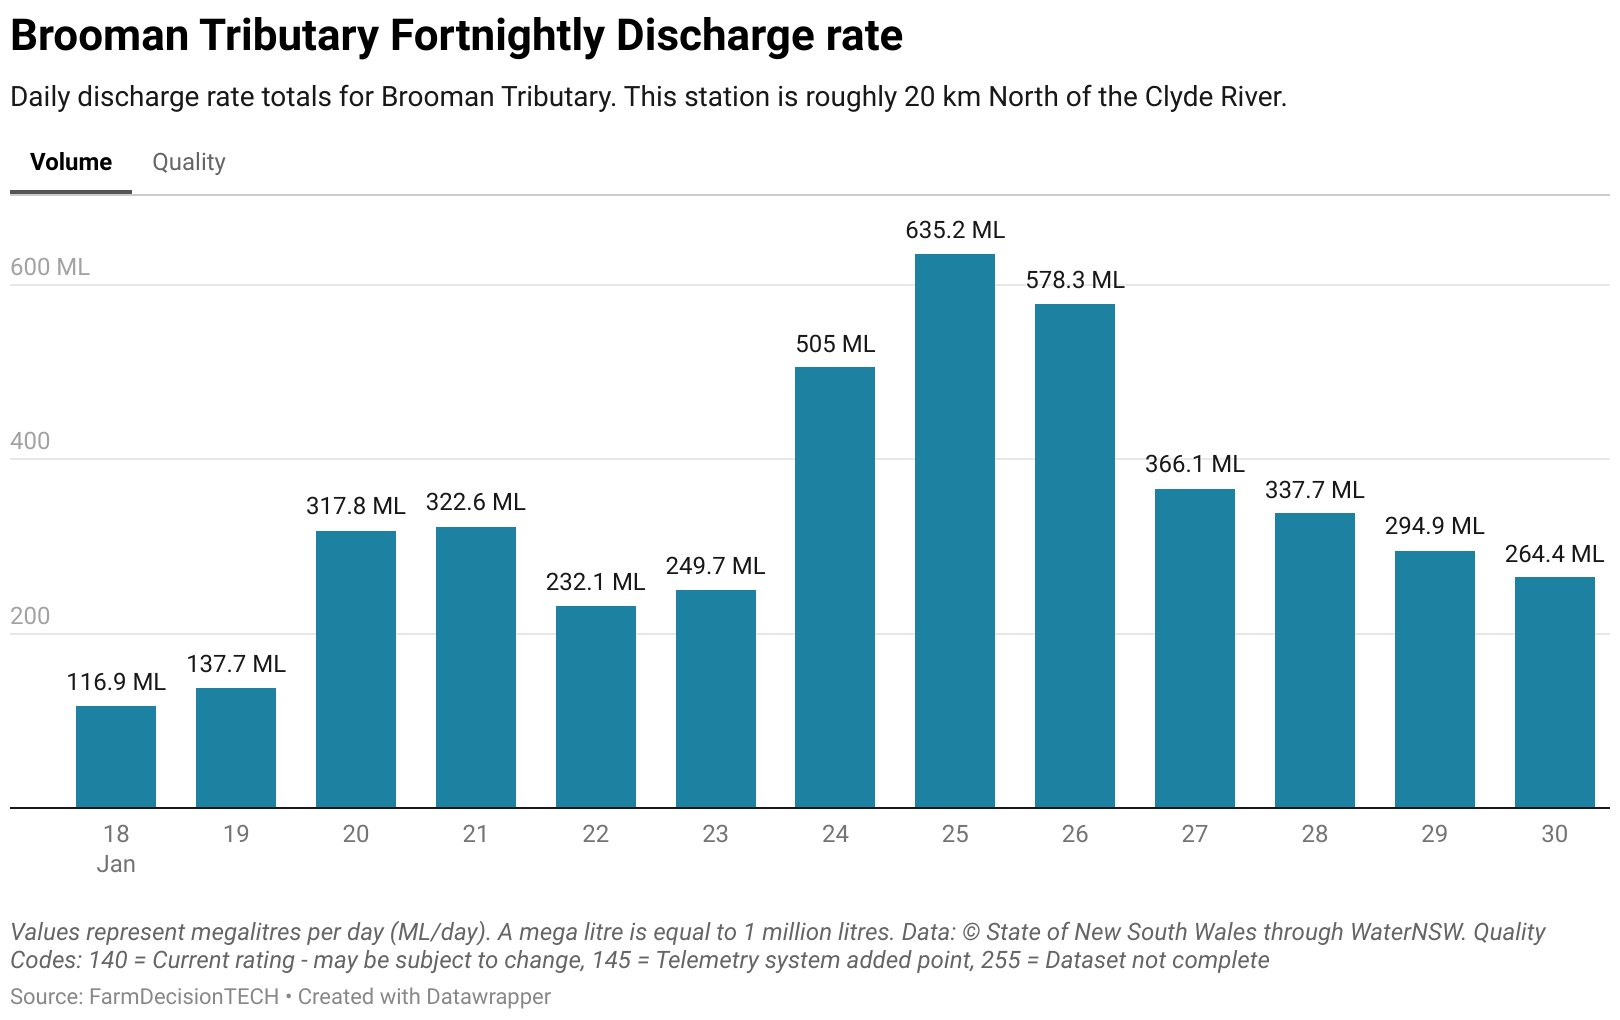 Brooman Tributary Fortnightly Discharge rate
Daily discharge rate totals for Brooman Tributary. This station is roughly 20 km North of the Clyde River.
Volume Quality
635.2 ML
600 ML
578.3 ML
505 ML
400
366.1 ML
337.7 ML
322.6 ML
317.8 ML
294.9 ML
264.4 ML
249.7 ML
232.1 ML
200
137.7 ML
116.9 ML
18 19 20 21 22 23 24 25 26 27 28 29 30
Jan
Values represent megalitres per day (ML/day). A mega litre is equal to 1 million litres. Data: © State of New South Wales through WaterNSW. Quality
Codes: 140 = Current rating - may be subject to change, 145 = Telemetry system added point, 255 = Dataset not complete
Source: FarmDecisionTECH • Created with Datawrapper